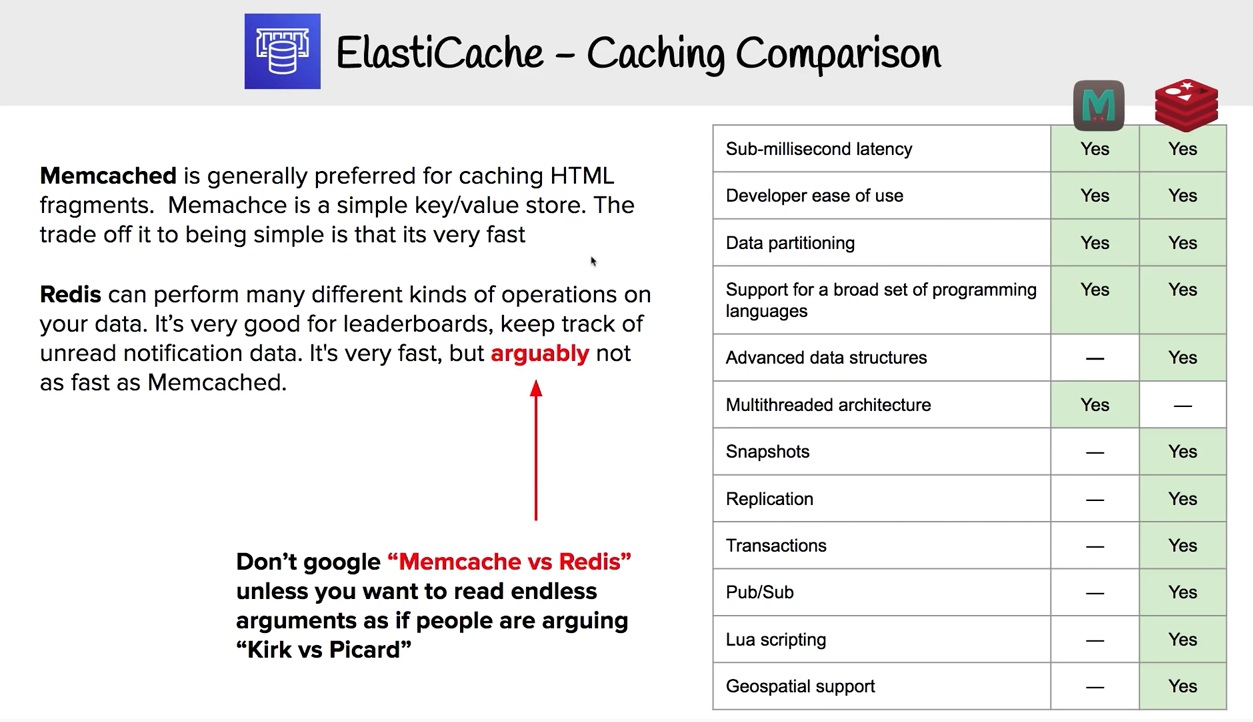 ElastiCache – Caching Comparison
Memcached is generally preferred for caching HTML
fragments. Memachce is a simple key/value store. The
trade off it to being simple is that its very fast
Redis can perform many different kinds of operations on
your data. It’s very good for leaderboards, keep track of
unread notification data. It's very fast, but arguably not
as fast as Memcached.
Don’t google “Memcache vs Redis”
unless you want to read endless
arguments as if people are arguing
“Kirk vs Picard”
M
Sub-millisecond latency Yes Yes
Developer ease of use Yes Yes
Data partitioning Yes Yes
Support for a broad set of programming
languages Yes Yes
Advanced data structures — Yes
Multithreaded architecture Yes —
Snapshots — Yes
Replication — Yes
Transactions — Yes
Pub/Sub — Yes
Lua scripting — Yes
Geospatial support — Yes